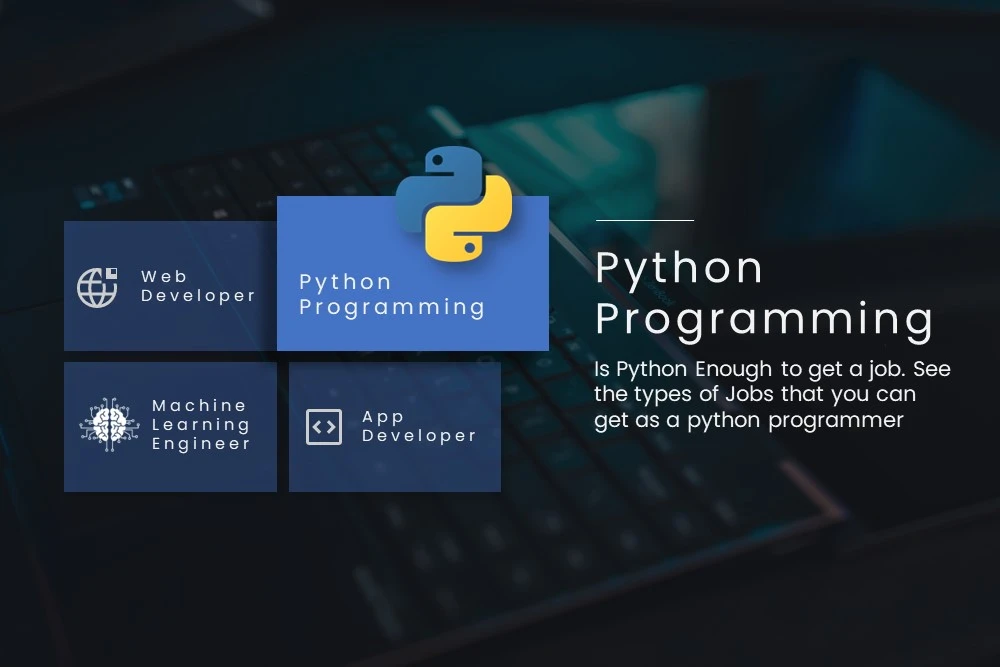 Web
Developer
Python
Programming
Machine
Learning
Engineer
App
Developer
Python
Programming
Is Python Enough to get a job. See
the types of Jobs that you can
get as a python programmer